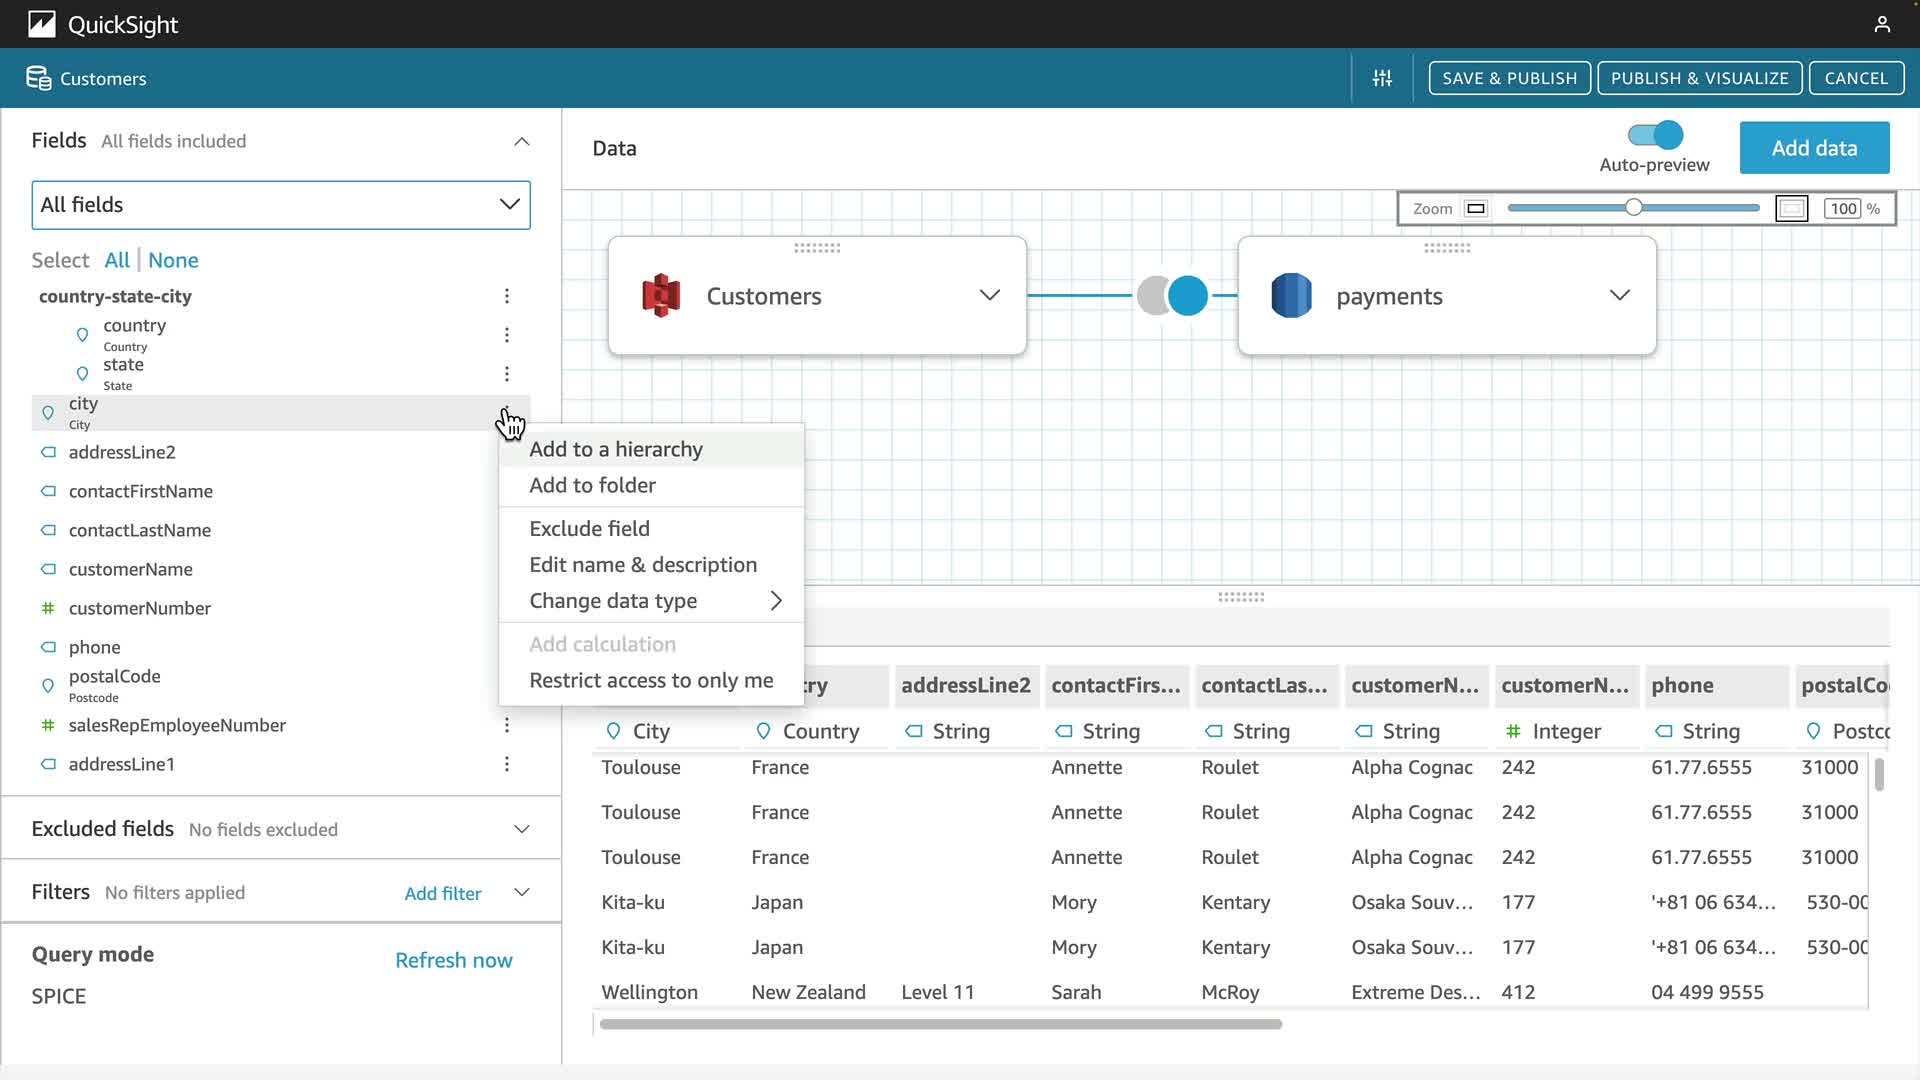 QuickSight
Customers
SAVE & PUBLISH
PUBLISH & VISUALIZE
CANCEL
Fields All fields included
All fields
Select All None
country-state-city
country
Country
state
State
city
City
addressLine2
contactFirstName
contactLastName
customerName
customerNumber
phone
postalCode
Postcode
salesRepEmployeeNumber
addressLine1
Excluded fields No fields excluded
Filters No filters applied Add filter
Query mode
Refresh now
SPICE
Add to a hierarchy
Add to folder
Exclude field
Edit name & description
Change data type
Add calculation
Restrict access to only me
Data
Auto-preview
Add data
Zoom 100 %
Customers
payments
ry addressLine2 contactFirs... contactLas... customerN... customerN... phone postalCo
City Country String String String String Integer String Postco
Toulouse France Annette Roulet Alpha Cognac 242 61.77.6555 31000
Toulouse France Annette Roulet Alpha Cognac 242 61.77.6555 31000
Toulouse France Annette Roulet Alpha Cognac 242 61.77.6555 31000
Kita-ku Japan Mory Kentary Osaka Souv... 177 '+81 06 634... 530-00
Kita-ku Japan Mory Kentary Osaka Souv... 177 '+81 06 634... 530-00
Wellington New Zealand Level 11 Sarah McRoy Extreme Des... 412 04 499 9555